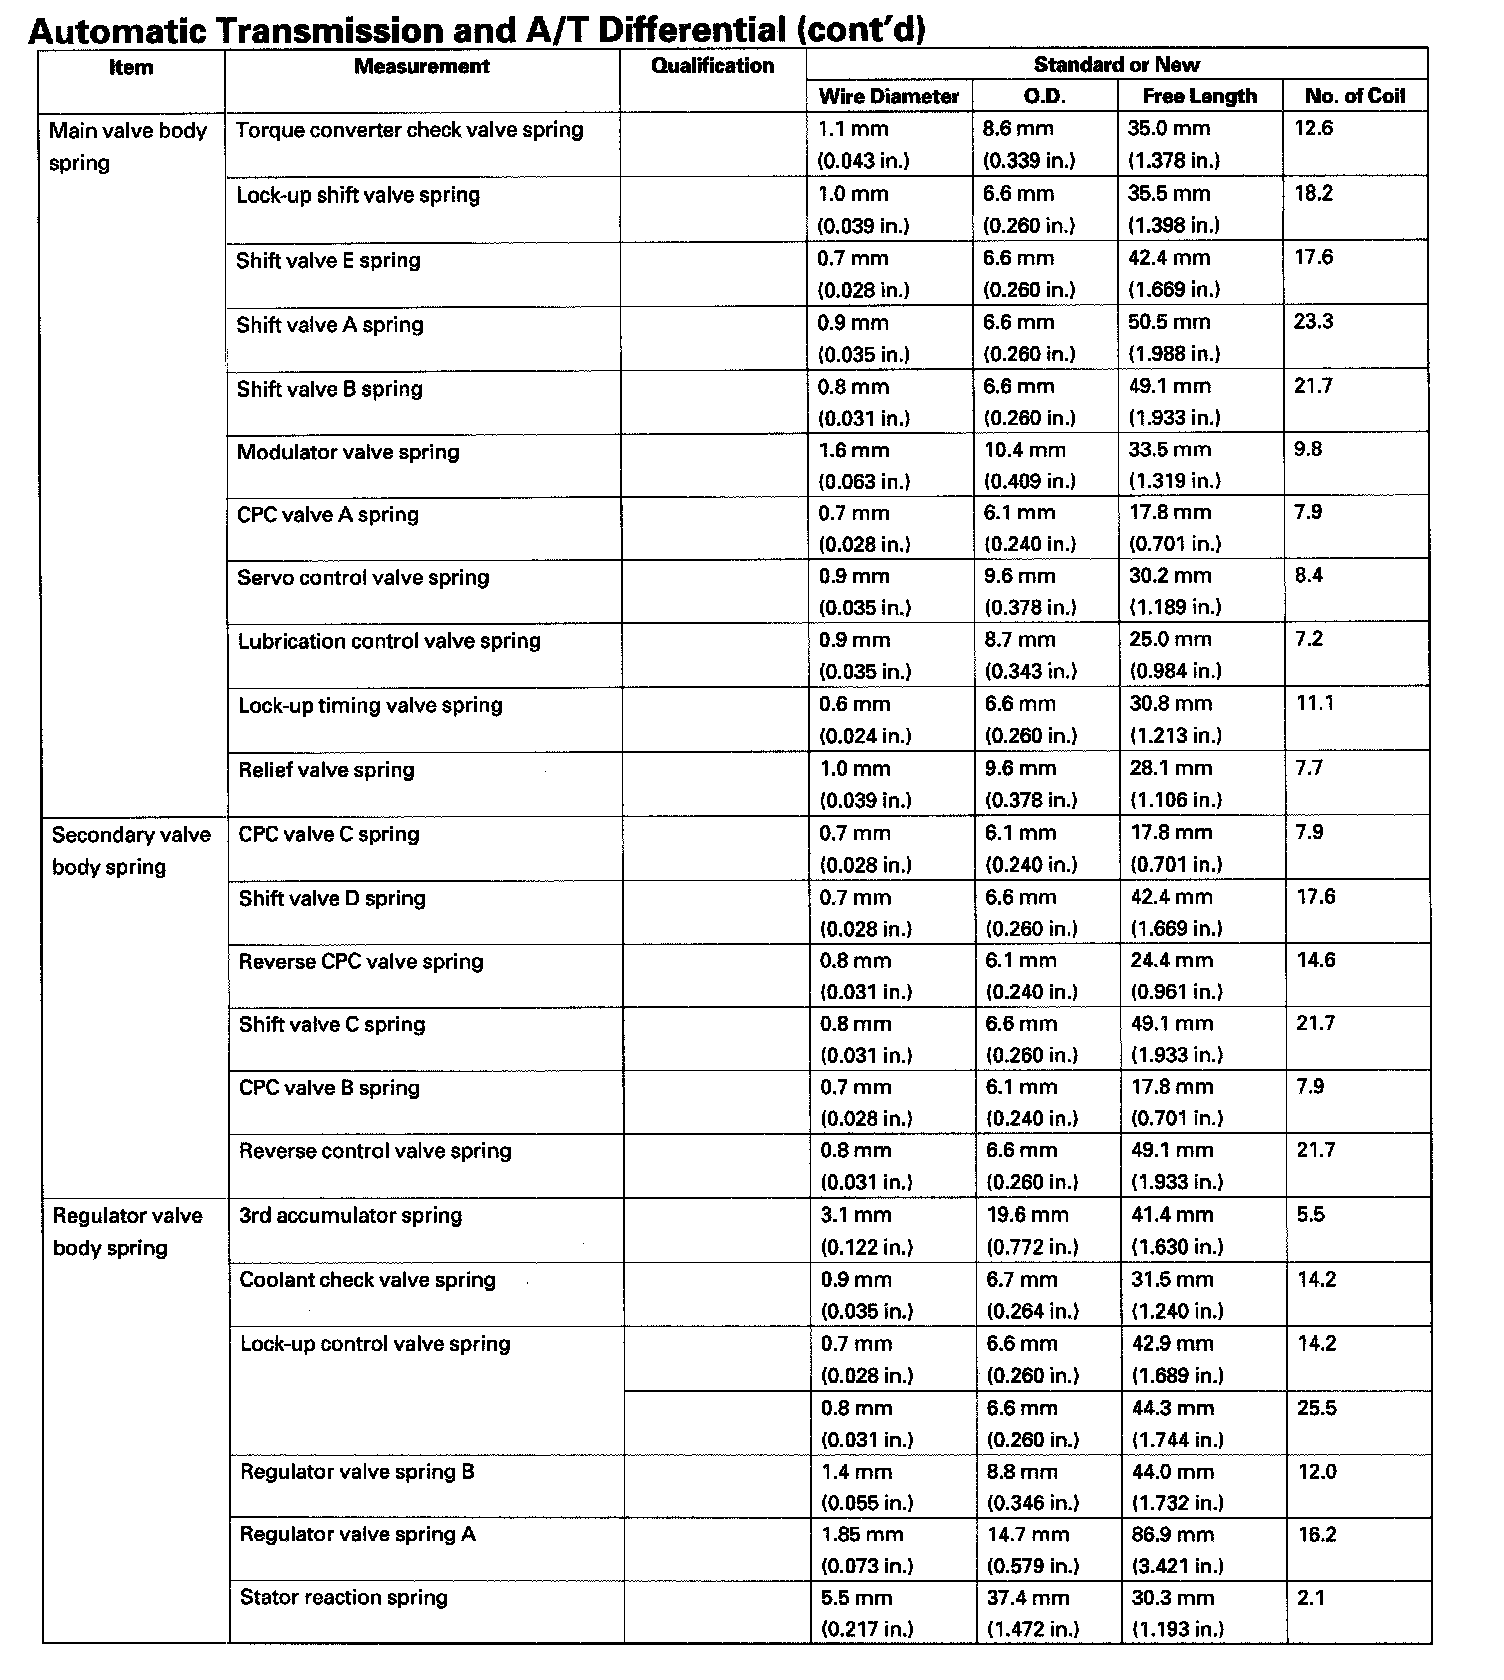 Automatic Transmission and A/T Differential (cont'd)
Item Measurement Qualification Standard or New
Wire Diameter O.D. Free Length No. of Coil
Main valve body Torque converter check valve spring 1.1 mm 8.6 mm 35.0 mm 12.6
spring (0.043 in.) (0.339 in.) (1.378 in.)
Lock-up shift valve spring 1.0 mm 6.6 mm 35.5 mm 18.2
(0.039 in.) (0.260 in.) (1.398 in.)
Shift valve E spring 0.7 mm 6.6 mm 42.4 mm 17.6
(0.028 in.) (0.260 in.) (1.669 in.)
Shift valve A spring 0.9 mm 6.6 mm 50.5 mm 23.3
(0.035 in.) (0.260 in.) (1.988 in.)
Shift valve B spring 0.8 mm 6.6 mm 49.1 mm 21.7
(0.031 in.) (0.260 in.) (1.933 in.)
Modulator valve spring 1.6 mm 10.4 mm 33.5 mm 9.8
(0.063 in.) (0.409 in.) (1.319 in.)
CPC valve A spring 0.7 mm 6.1 mm 17.8 mm 7.9
(0.028 in.) (0.240 in.) (0.701 in.)
Servo control valve spring 0.9 mm 9.6 mm 30.2 mm 8.4
(0.035 in.) (0.378 in.) (1.189 in.)
Lubrication control valve spring 0.9 mm 8.7 mm 25.0 mm 7.2
(0.035 in.) (0.343 in.) (0.984 in.)
Lock-up timing valve spring 0.6 mm 6.6 mm 30.8 mm 11.1
(0.024 in.) (0.260 in.) (1.213 in.)
Relief valve spring 1.0 mm 9.6 mm 28.1 mm 7.7
(0.039 in.) (0.378 in.) (1.106 in.)
Secondary valve CPC valve C spring 0.7 mm 6.1 mm 17.8 mm 7.9
body spring (0.028 in.) (0.240 in.) (0.701 in.)
Shift valve D spring 0.7 mm 6.6 mm 42.4 mm 17.6
(0.028 in.) (0.260 in.) (1.669 in.)
Reverse CPC valve spring 0.8 mm 6.1 mm 24.4 mm 14.6
(0.031 in.) (0.240 in.) (0.961 in.)
Shift valve C spring 0.8 mm 6.6 mm 49.1 mm 21.7
(0.031 in.) (0.260 in.) (1.933 in.)
CPC valve B spring 0.7 mm 6.1 mm 17.8 mm 7.9
(0.028 in.) (0.240 in.) (0.701 in.)
Reverse control valve spring 0.8 mm 6.6 mm 49.1 mm 21.7
(0.031 in.) (0.260 in.) (1.933 in.)
Regulator valve 3rd accumulator spring 3.1 mm 19.6 mm 41.4 mm 5.5
body spring (0.122 in.) (0.772 in.) (1.630 in.)
Coolant check valve spring 0.9 mm 6.7 mm 31.5 mm 14.2
(0.035 in.) (0.264 in.) (1.240 in.)
Lock-up control valve spring 0.7 mm 6.6 mm 42.9 mm 14.2
(0.028 in.) (0.260 in.) (1.689 in.)
0.8 mm 6.6 mm 44.3 mm 25.5
(0.031 in.) (0.260 in.) (1.744 in.)
Regulator valve spring B 1.4 mm 8.8 mm 44.0 mm 12.0
(0.055 in.) (0.346 in.) (1.732 in.)
Regulator valve spring A 1.85 mm 14.7 mm 86.9 mm 16.2
(0.073 in.) (0.579 in.) (3.421 in.)
Stator reaction spring 5.5 mm 37.4 mm 30.3 mm 2.1
(0.217 in.) (1.472 in.) (1.193 in.)